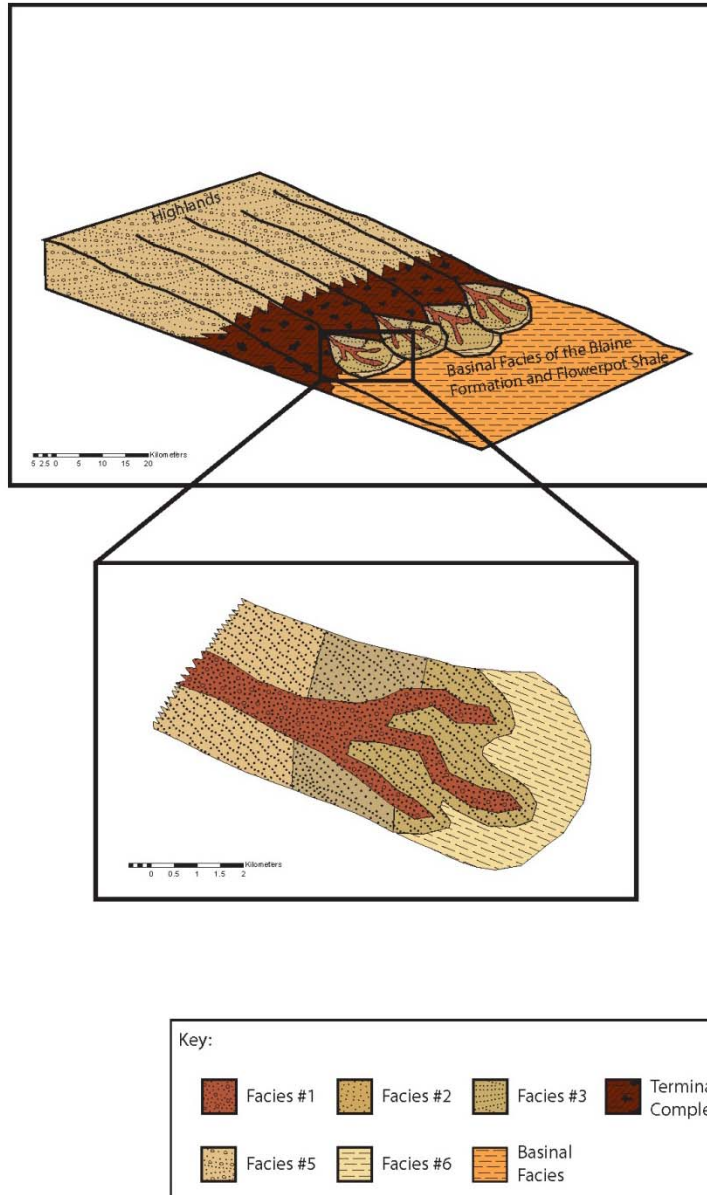 Highlands
Basinal Facies of the Blaine
Formation and Flowerpot Shale
Kilometers
5 2.5 0 5 10 15 20
Kilometers
0 0.5 1 2
Key:
Facies #1
Facies #2
Facies #3
Facies #5
Facies #6
Basinal
Facies